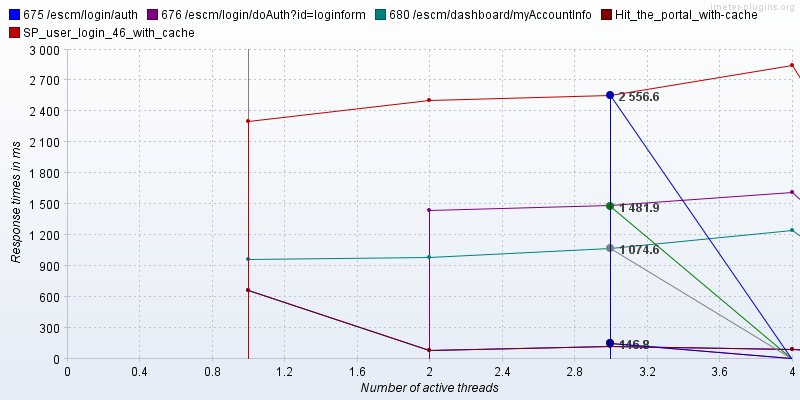 jmeter-plugins.org
675 /escm/login/auth 676 /escm/login/doAuth?id=loginform 680 /escm/dashboard/myAccountInfo Hit_the_portal_with-cache
SP_user_login_46_with_cache
3 000
2 700
2 400
2 100
1 800
1 500
1 200
900
600
300
0
Response times in ms
2 556.6
1 481.9
1 074.6
146.8
0 0.4 0.8 1.2 1.6 2 2.4 2.8 3.2 3.6 4
Number of active threads